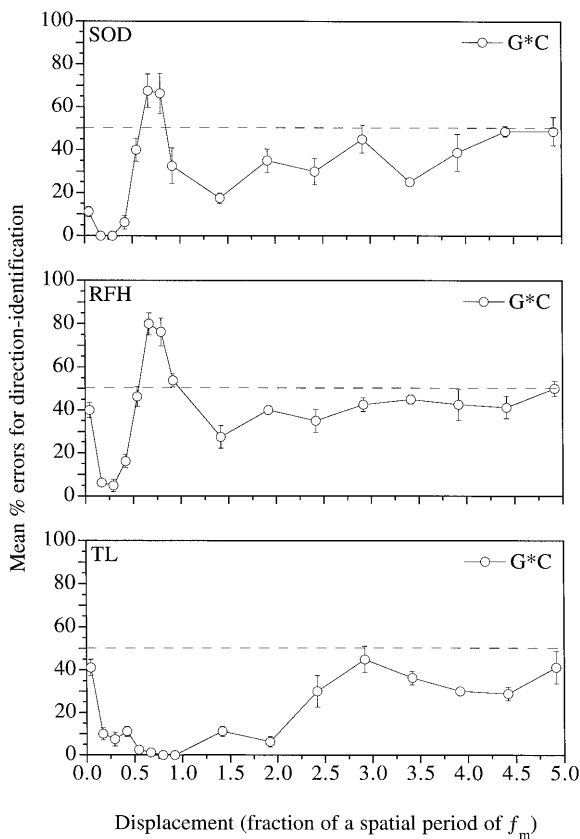 SOD
G*C
100
80
60
40
20
0
RFH
G*C
100
80
60
40
20
0
TL
G*C
100
80
60
40
20
0
0.0 0.5 1.0 1.5 2.0 2.5 3.0 3.5 4.0 4.5 5.0
Mean % errors for direction-identification
Displacement (fraction of a spatial period of fm)